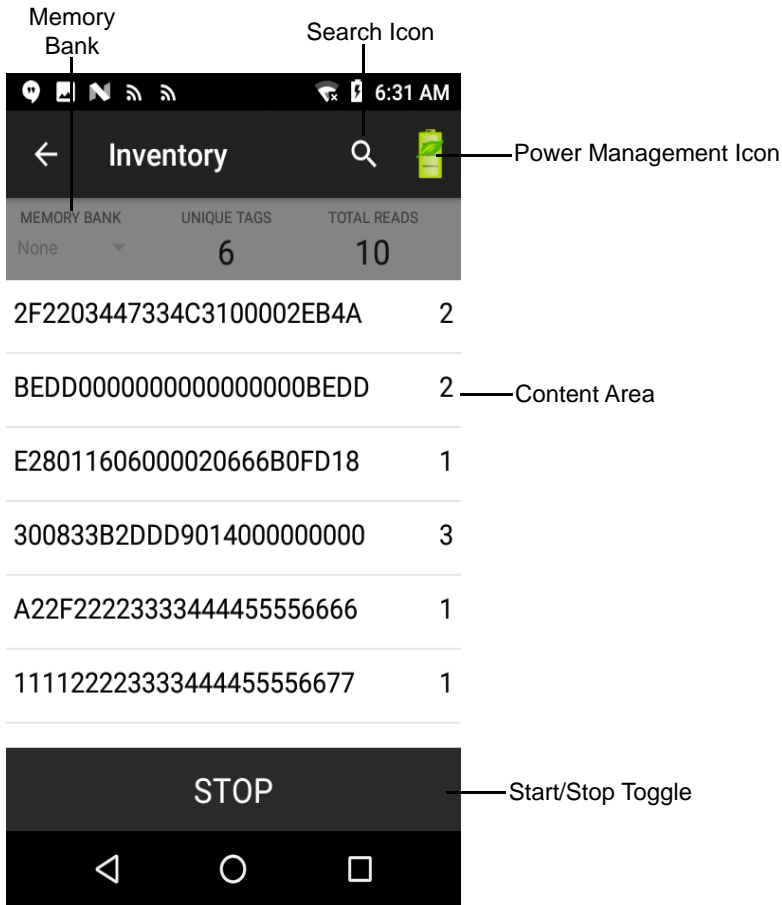 Memory
Bank
Search Icon
6:31 AM
Inventory
Power Management Icon
MEMORY BANK UNIQUE TAGS TOTAL READS
None 6 10
2F2203447334C3100002EB4A 2
BEDD0000000000000000BEDD 2
Content Area
E28011606000020666B0FD18 1
300833B2DDD9014000000000 3
A22F22223333444455556666 1
111122223333444455556677 1
STOP
Start/Stop Toggle